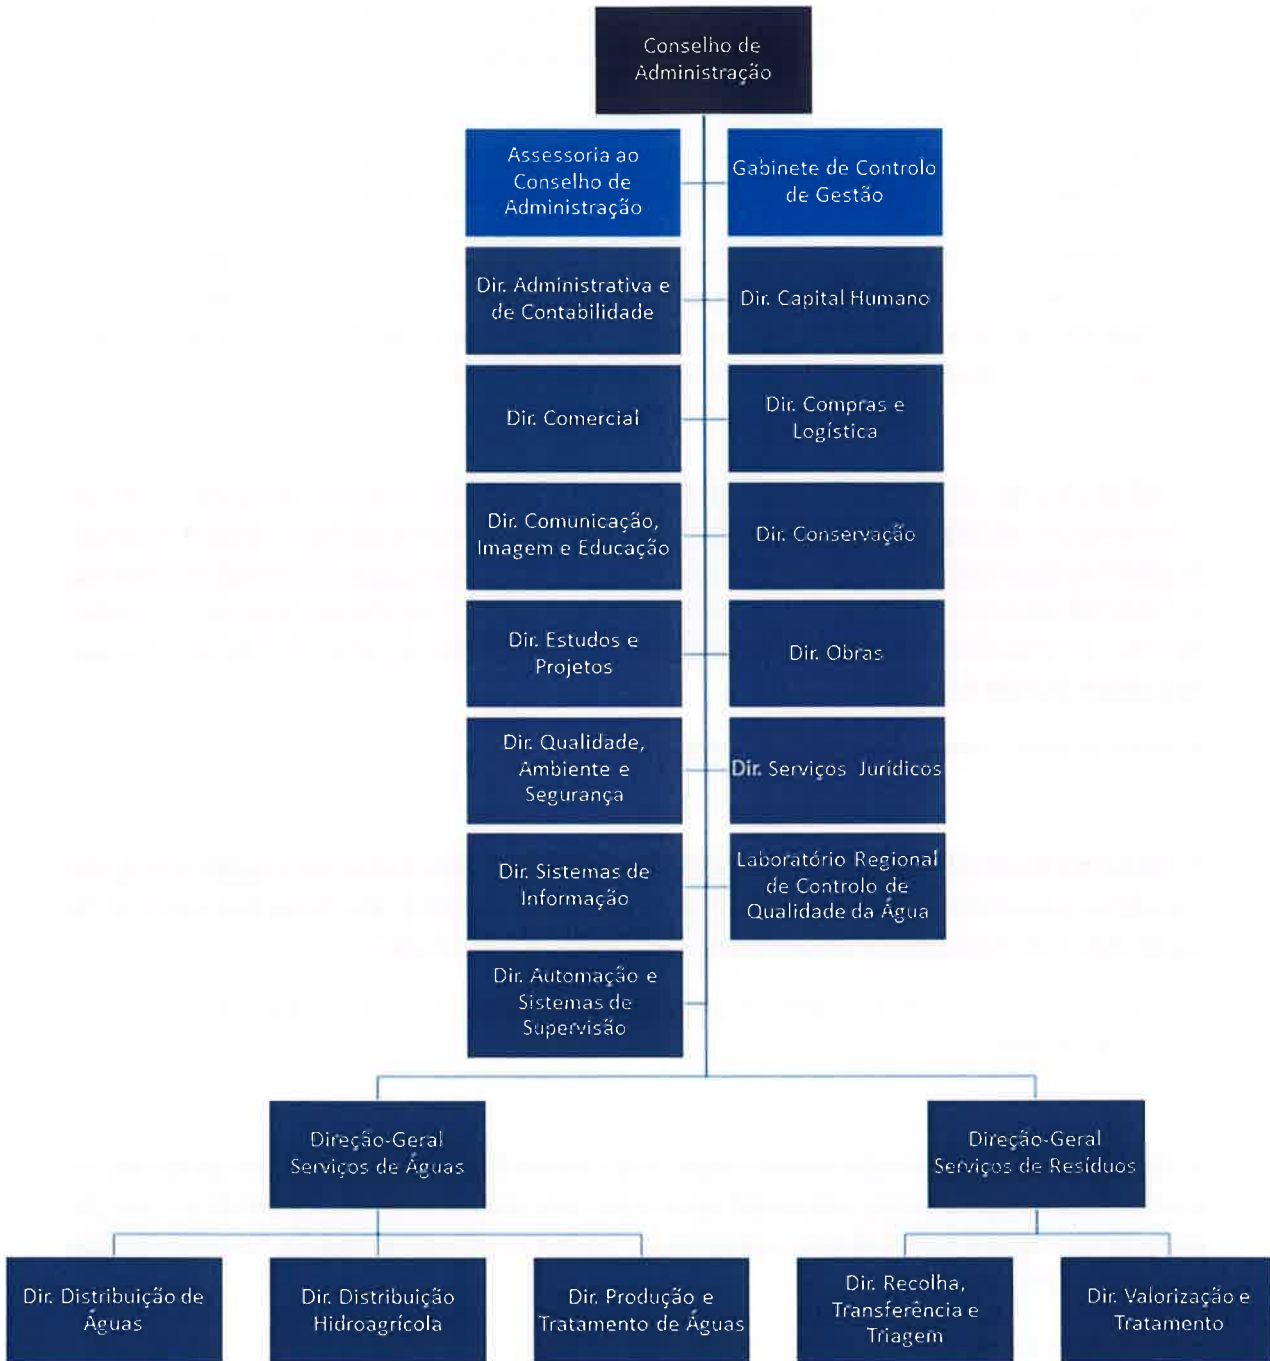 Conselho de
Administração
Assessoria ao
Conselho de
Administração
Gabinete de Controlo
de Gestão
Dir. Administrativa e
de Contabilidade
Dir. Capital Humano
Dir. Comercial
Dir. Compras e
Logística
Dir. Comunicação,
Imagem e Educação
Dir. Conservação
Dir. Estudos e
Projetos
Dir. Obras
Dir. Qualidade,
Ambiente e
Segurança
Dir. Serviços Jurídicos
Dir. Sistemas de
Informação
Laboratório Regional
de Controlo de
Qualidade da Água
Dir. Automação e
Sistemas de
Supervisão
Direção-Geral
Serviços de Águas
Direção-Geral
Serviços de Resíduos
Dir. Distribuição de
Águas
Dir. Distribuição
Hidroagrícola
Dir. Produção e
Tratamento de Águas
Dir. Recolha,
Transferência e
Triagem
Dir. Valorização e
Tratamento